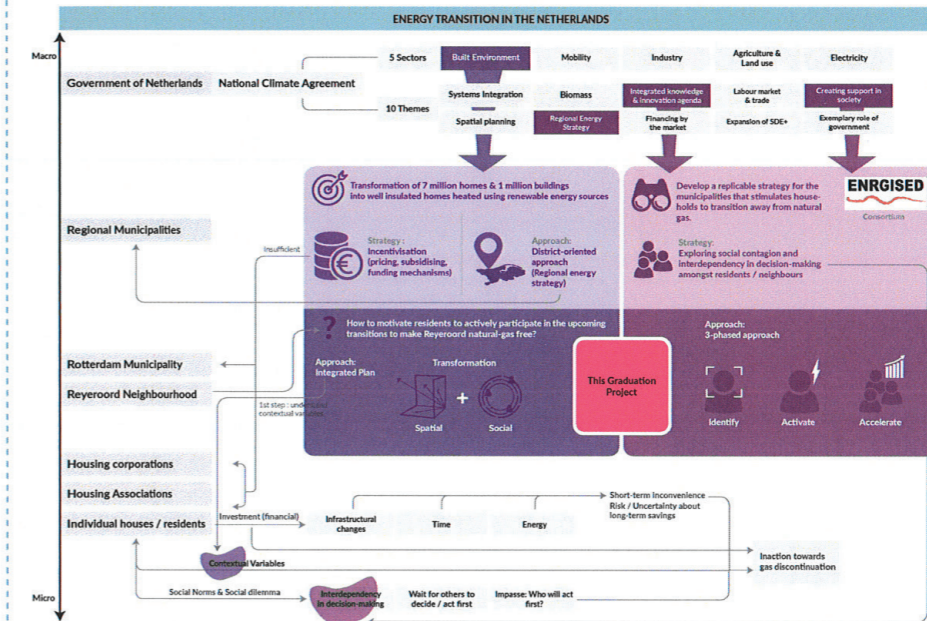 ENERGY TRANSITION IN THE NETHERLANDS
Macro
Government of Netherlands
National Climate Agreement
5 Sectors
Built Environment
Mobility
Industry
Agriculture &
Land use
Electricity
10 Themes
Systems Integration
Biomass
Integrated knowledge
& innovation agenda
Labour market
& trade
Creating support in
society
Spatial planning
Regional Energy
Strategy
Financing by
the market
Expansion of SDE+
Exemplary role of
government
Transformation of 7 million homes & 1 million buildings
into well insulated homes heated using renewable energy sources
Develop a replicable strategy for the
municipalities that stimulates house-
holds to transition away from natural
gas.
ENRGISED
Consortium
Regional Municipalities
Insufficient
Strategy :
Incentivisation
(pricing, subsidising,
funding mechanisms)
Approach:
District-oriented
approach
(Regional energy
strategy)
Strategy:
Exploring social contagion and
interdependency in decision-making
amongst residents / neighbours
?
How to motivate residents to actively participate in the upcoming
transitions to make Reyeroord natural-gas free?
Approach:
3-phased approach
Rotterdam Municipality
Reyeroord Neighbourhood
Approach:
Integrated Plan
Transformation
+
Spatial
Social
This Graduation
Project
Identify
Activate
Accelerate
1st step : understand
contextual variables
Housing corporations
Housing Associations
Individual houses / residents
Investment (financial)
Infrastructural
changes
Time
Energy
Short-term inconvenience
Risk / Uncertainty about
long-term savings
Contextual Variables
Inaction towards
gas discontinuation
Social Norms & Social dilemma
Interdependency
in decision-making
Wait for others to
decide / act first
Impasse: Who will act
first?
Micro